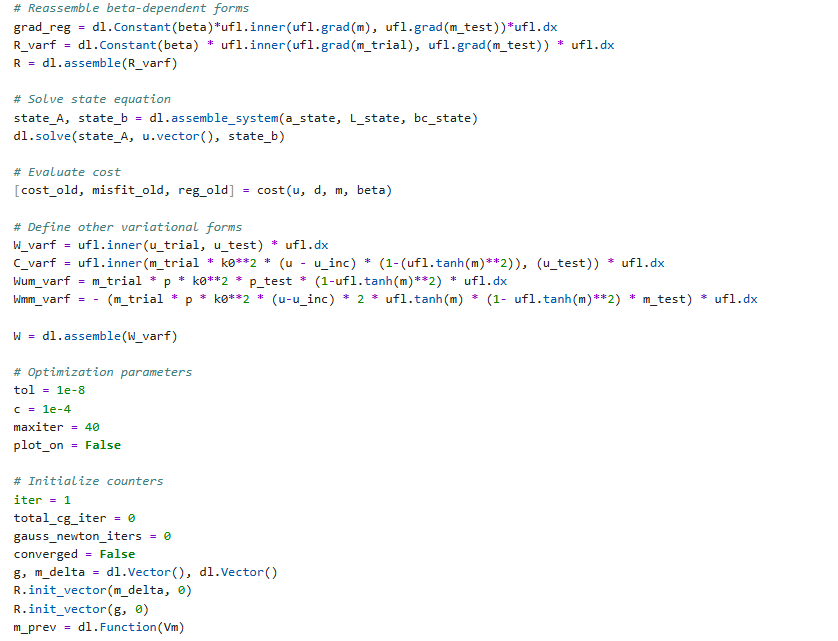 # Reassemble beta-dependent forms
grad_reg = dl.Constant(beta)*ufl.inner(ufl.grad(m), ufl.grad(m_test))*ufl.dx
R_varf = dl.Constant(beta) * ufl.inner(ufl.grad(m_trial), ufl.grad(m_test)) * ufl.dx
R = dl.assemble(R_varf)
# Solve state equation
state_A, state_b = dl.assemble_system(a_state, L_state, bc_state)
dl.solve(state_A, u.vector(), state_b)
# Evaluate cost
[cost_old, misfit_old, reg_old] = cost(u, d, m, beta)
# Define other variational forms
W_varf = ufl.inner(u_trial, u_test) * ufl.dx
C_varf = ufl.inner(m_trial * k0**2 * (u - u_inc) * (1-(ufl.tanh(m)**2)), (u_test)) * ufl.dx
Wum_varf = m_trial * p * k0**2 * p_test * (1-ufl.tanh(m)**2) * ufl.dx
Wmm_varf = - (m_trial * p * k0**2 * (u-u_inc) * 2 * ufl.tanh(m) * (1- ufl.tanh(m)**2) * m_test) * ufl.dx
W = dl.assemble(W_varf)
# Optimization parameters
tol = 1e-8
c = 1e-4
maxiter = 40
plot_on = False
# Initialize counters
iter = 1
total_cg_iter = 0
gauss_newton_iters = 0
converged = False
g, m_delta = dl.Vector(), dl.Vector()
R.init_vector(m_delta, 0)
R.init_vector(g, 0)
m_prev = dl.Function(Vm)